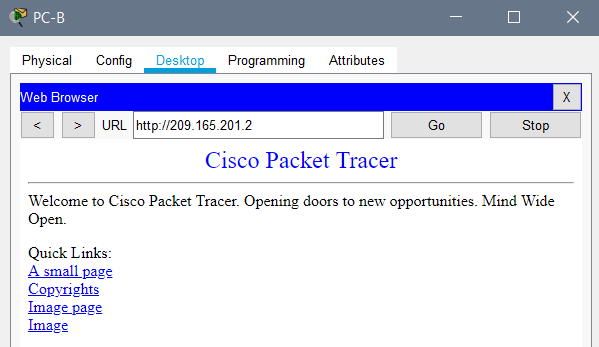 PC-B
Physical Config Desktop Programming Attributes
Web Browser X
< > URL http://209.165.201.2 Go Stop
Cisco Packet Tracer
Welcome to Cisco Packet Tracer. Opening doors to new opportunities. Mind Wide
Open.
Quick Links:
A small page
Copyrights
Image page
Image